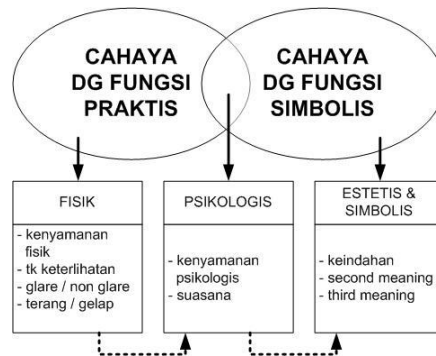 CAHAYA
DG FUNGSI
PRAKTIS
CAHAYA
DG FUNGSI
SIMBOLIS
FISIK
- kenyamanan
fisik
- tk keterlihatan
- glare / non glare
- terang / gelap
PSIKOLOGIS
- kenyamanan
psikologis
- suasana
ESTETIS &
SIMBOLIS
- keindahan
- second meaning
- third meaning